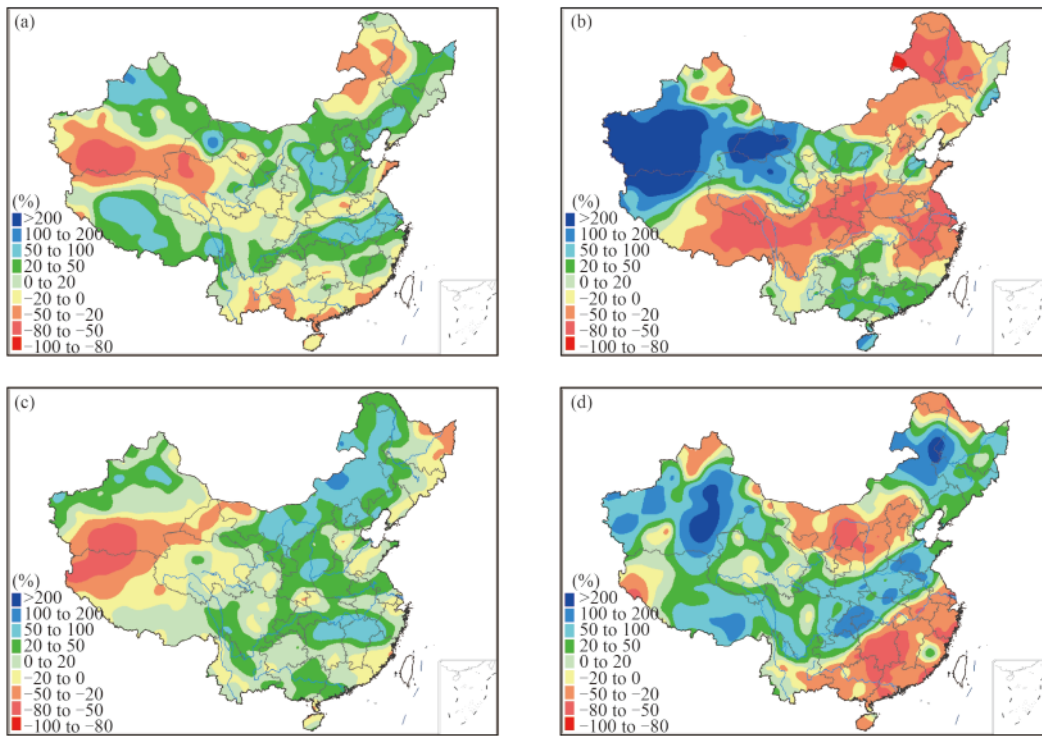 (a)
(%)
>200
100 to 200
50 to 100
20 to 50
0 to 20
−20 to 0
−50 to −20
−80 to −50
−100 to −80
(b)
(%)
>200
100 to 200
50 to 100
20 to 50
0 to 20
−20 to 0
−50 to −20
−80 to −50
−100 to −80
(c)
(%)
>200
100 to 200
50 to 100
20 to 50
0 to 20
−20 to 0
−50 to −20
−80 to −50
−100 to −80
(d)
(%)
>200
100 to 200
50 to 100
20 to 50
0 to 20
−20 to 0
−50 to −20
−80 to −50
−100 to −80